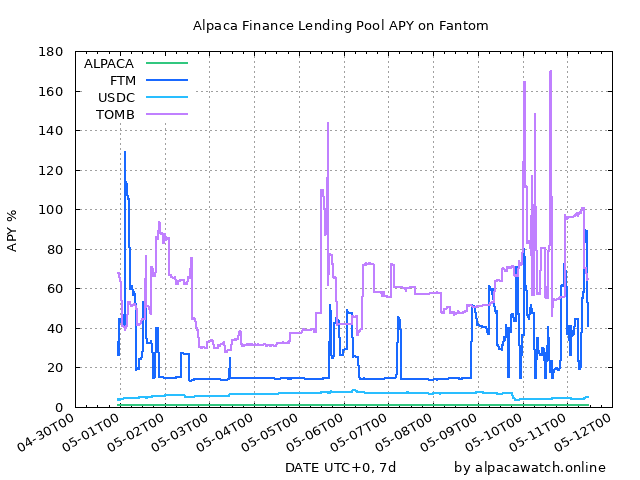 Alpaca Finance Lending Pool APY on Fantom
APY %
180
160
140
120
100
80
60
40
20
0
ALPACA
FTM
USDC
TOMB
04-30T00
05-01T00
05-02T00
05-03T00
05-04T00
05-05T00
05-06T00
05-07T00
05-08T00
05-09T00
05-10T00
05-11T00
05-12T00
DATE UTC+0, 7d
by alpacawatch.online